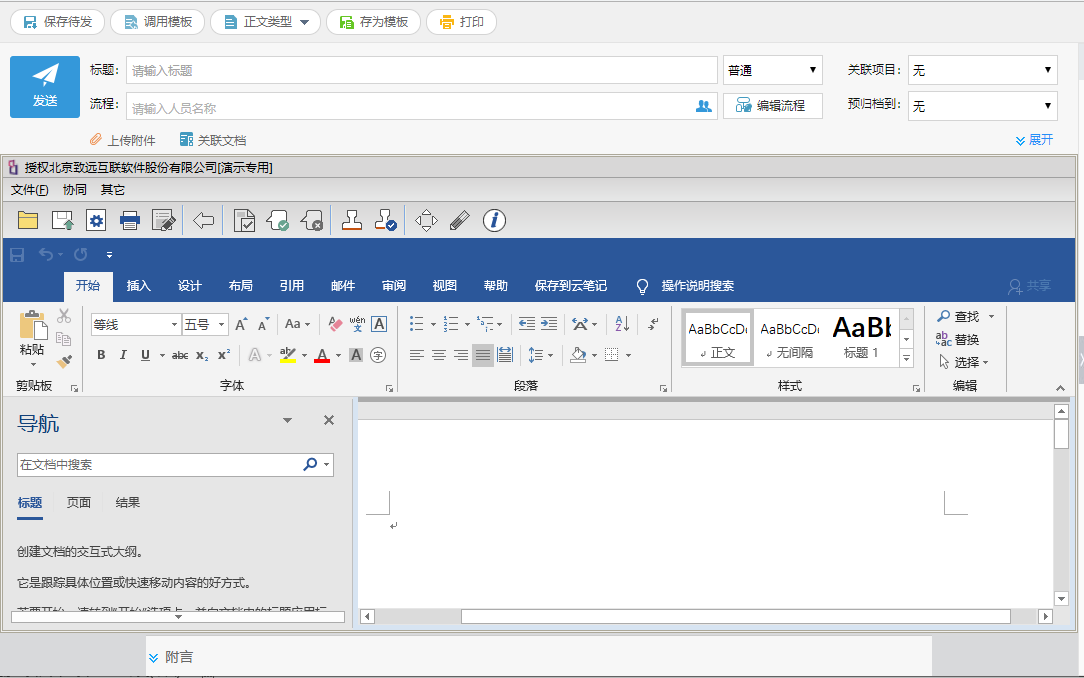 保存待发 调用模板 正文类型 存为模板 打印
标题: 请输入标题 普通 关联项目: 无
发送
流程: 请输入人员名称 编辑流程 预归档到: 无
上传附件 关联文档 展开
授权北京致远互联软件股份有限公司[演示专用]
文件(F) 协同 其它
开始 插入 设计 布局 引用 邮件 审阅 视图 帮助 保存到云笔记 操作说明搜索 共享
等线 五号 A A Aa wén 文 A
粘贴
B I U abc x₂ x² A ab A A 字
AaBbCcDı AaBbCcDı AaBb
正文 无间隔 标题 1
查找
替换
选择
剪贴板 字体 段落 样式 编辑
导航
在文档中搜索
标题 页面 结果
创建文档的交互式大纲。
它是跟踪具体位置或快速移动内容的好方式。
附言